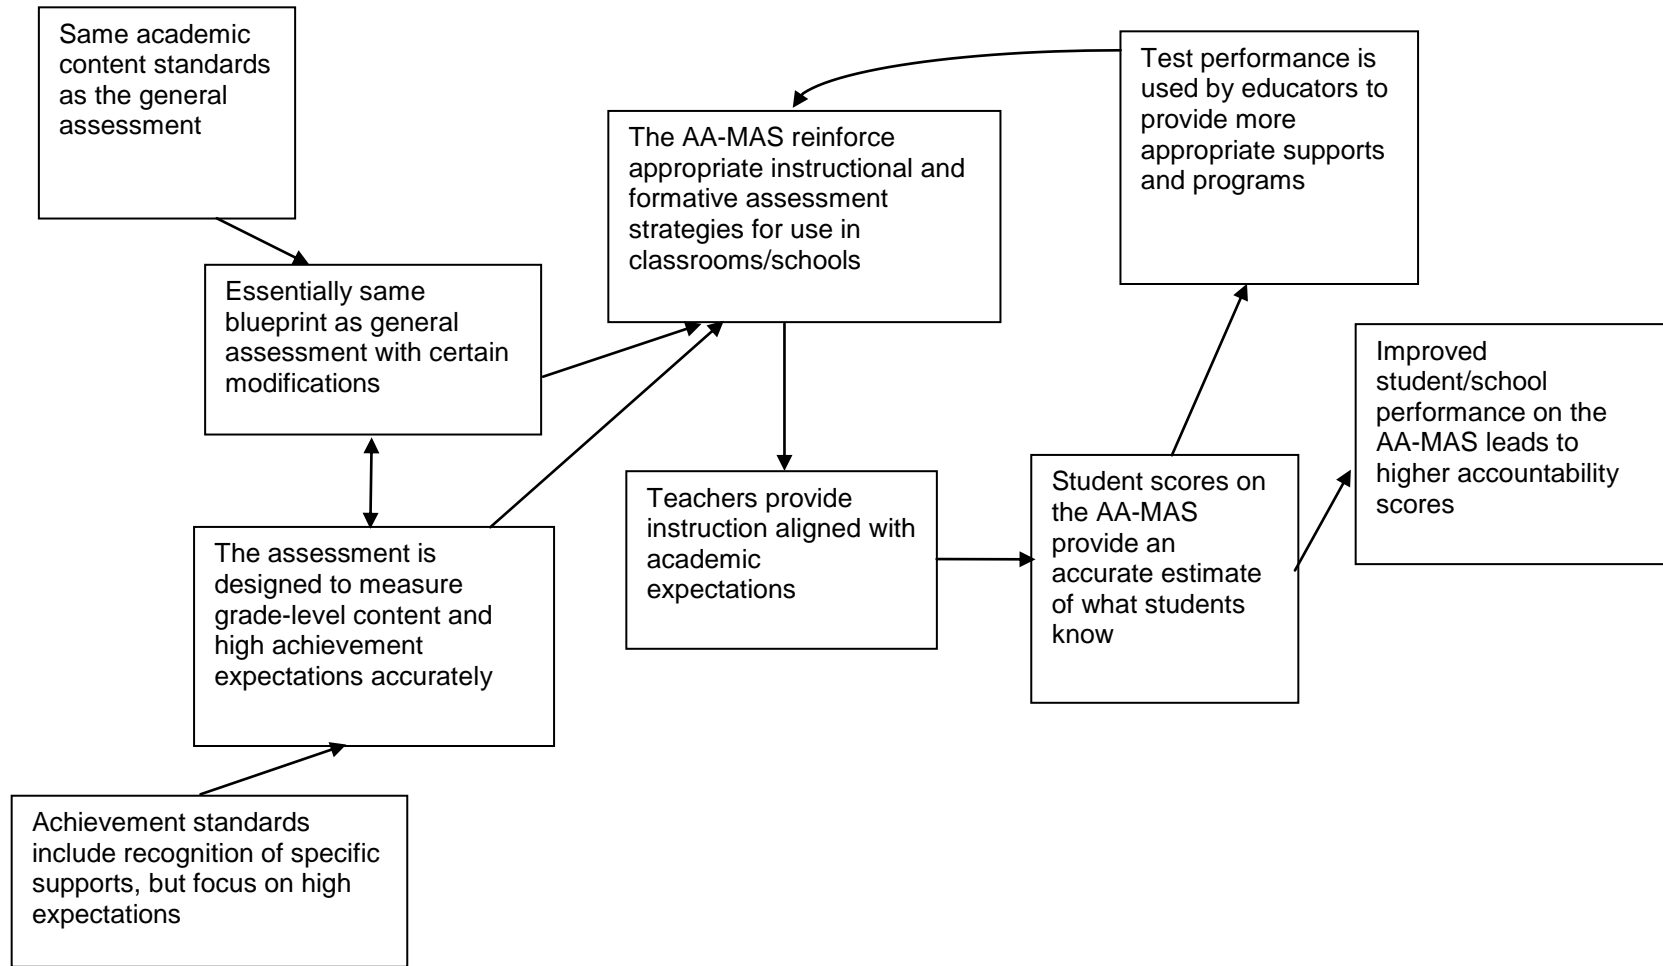 Same academic
content standards
as the general
assessment
Essentially same
blueprint as general
assessment with certain
modifications
The assessment is
designed to measure
grade-level content and
high achievement
expectations accurately
Achievement standards
include recognition of specific
supports, but focus on high
expectations
The AA-MAS reinforce
appropriate instructional and
formative assessment
strategies for use in
classrooms/schools
Teachers provide
instruction aligned with
academic
expectations
Student scores on
the AA-MAS
provide an
accurate estimate
of what students
know
Test performance is
used by educators to
provide more
appropriate supports
and programs
Improved
student/school
performance on the
AA-MAS leads to
higher accountability
scores